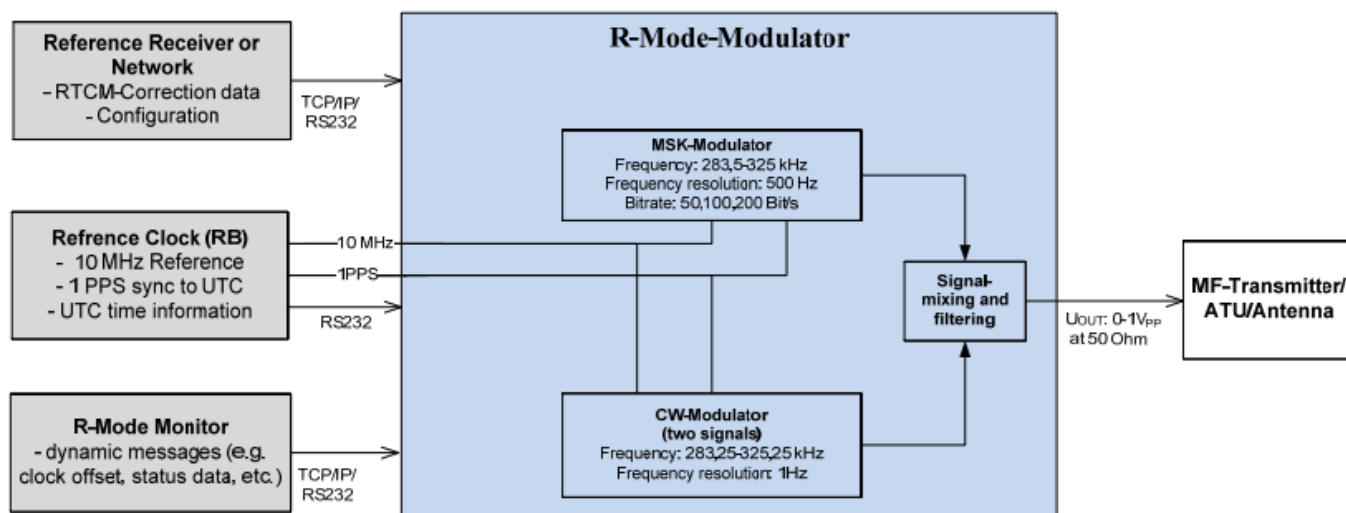 R-Mode-Modulator
Reference Receiver or
Network
- RTCM-Correction data
- Configuration
TCP/IP/
RS232
MSK-Modulator
Frequency: 283,5-325 kHz
Frequency resolution: 500 Hz
Bitrate: 50,100,200 Bit/s
Refrence Clock (RB)
- 10 MHz Reference
- 1 PPS sync to UTC
- UTC time information
10 MHz
1PPS
RS232
Signal-
mixing and
filtering
UOUT: 0-1VPP
at 50 Ohm
MF-Transmitter/
ATU/Antenna
R-Mode Monitor
- dynamic messages (e.g.
clock offset, status data, etc.)
TCP/IP/
RS232
CW-Modulator
(two signals)
Frequency: 283,25-325,25 kHz
Frequency resolution: 1Hz